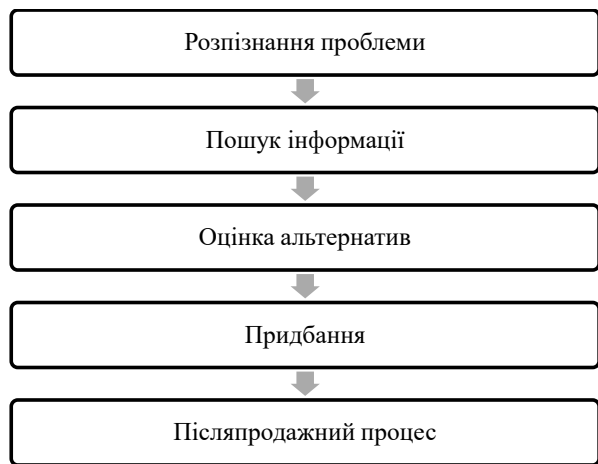 Розпізнання проблеми
Пошук інформації
Оцінка альтернатив
Придбання
Післяпродажний процес